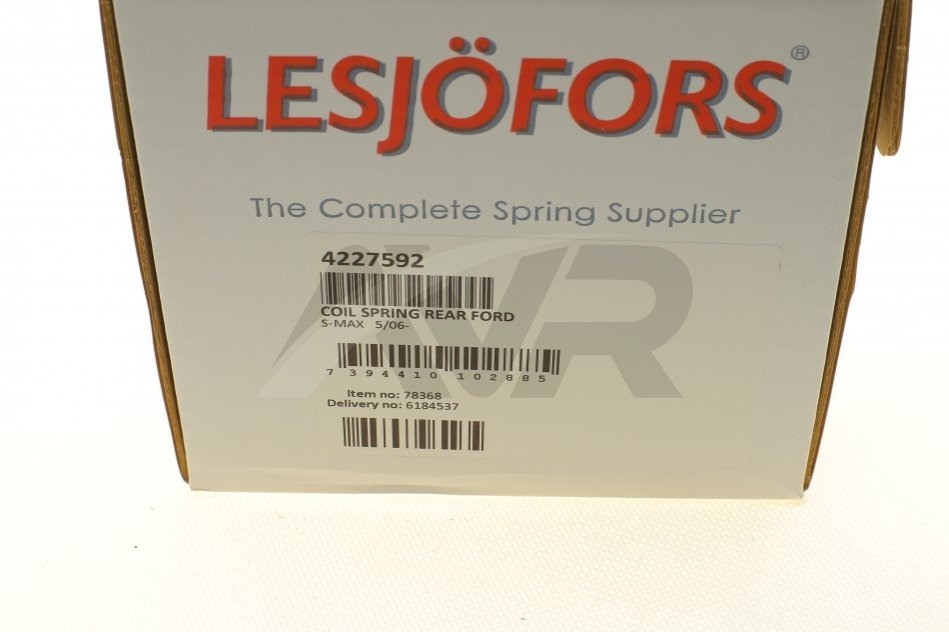 LESJÖFORS®
The Complete Spring Supplier
4227592
COIL SPRING REAR FORD
S-MAX 5/06-
7 394410 102885
Item no: 78368
Delivery no: 6184537